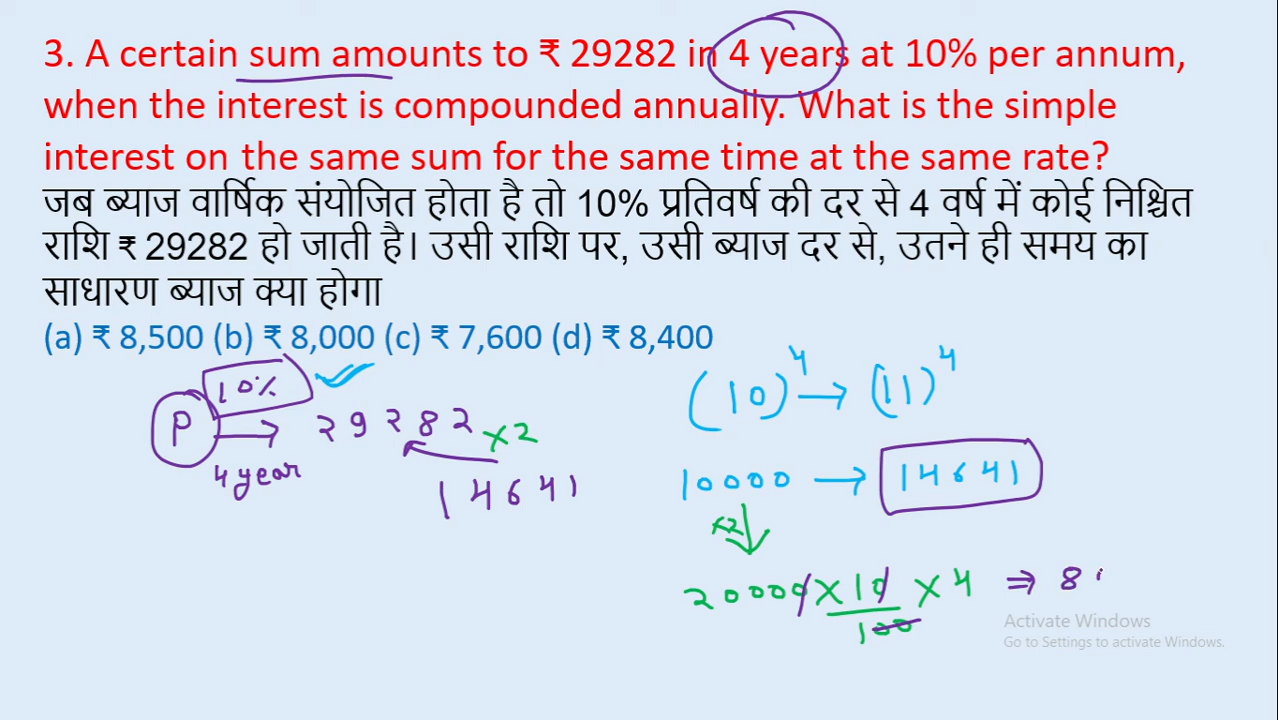 3. A certain sum amounts to ₹ 29282 in 4 years at 10% per annum,
when the interest is compounded annually. What is the simple
interest on the same sum for the same time at the same rate?
जब ब्याज वार्षिक संयोजित होता है तो 10% प्रतिवर्ष की दर से 4 वर्ष में कोई निश्चित
राशि ₹ 29282 हो जाती है। उसी राशि पर, उसी ब्याज दर से, उतने ही समय का
साधारण ब्याज क्या होगा
(a) ₹ 8,500 (b) ₹ 8,000 (c) ₹ 7,600 (d) ₹ 8,400
10%
P → 29282 ×2
4 year
14641
(10)⁴ → (11)⁴
10000 → 14641
×2
20000 × 10 × 4 ⇒ 8
100
Activate Windows
Go to Settings to activate Windows.